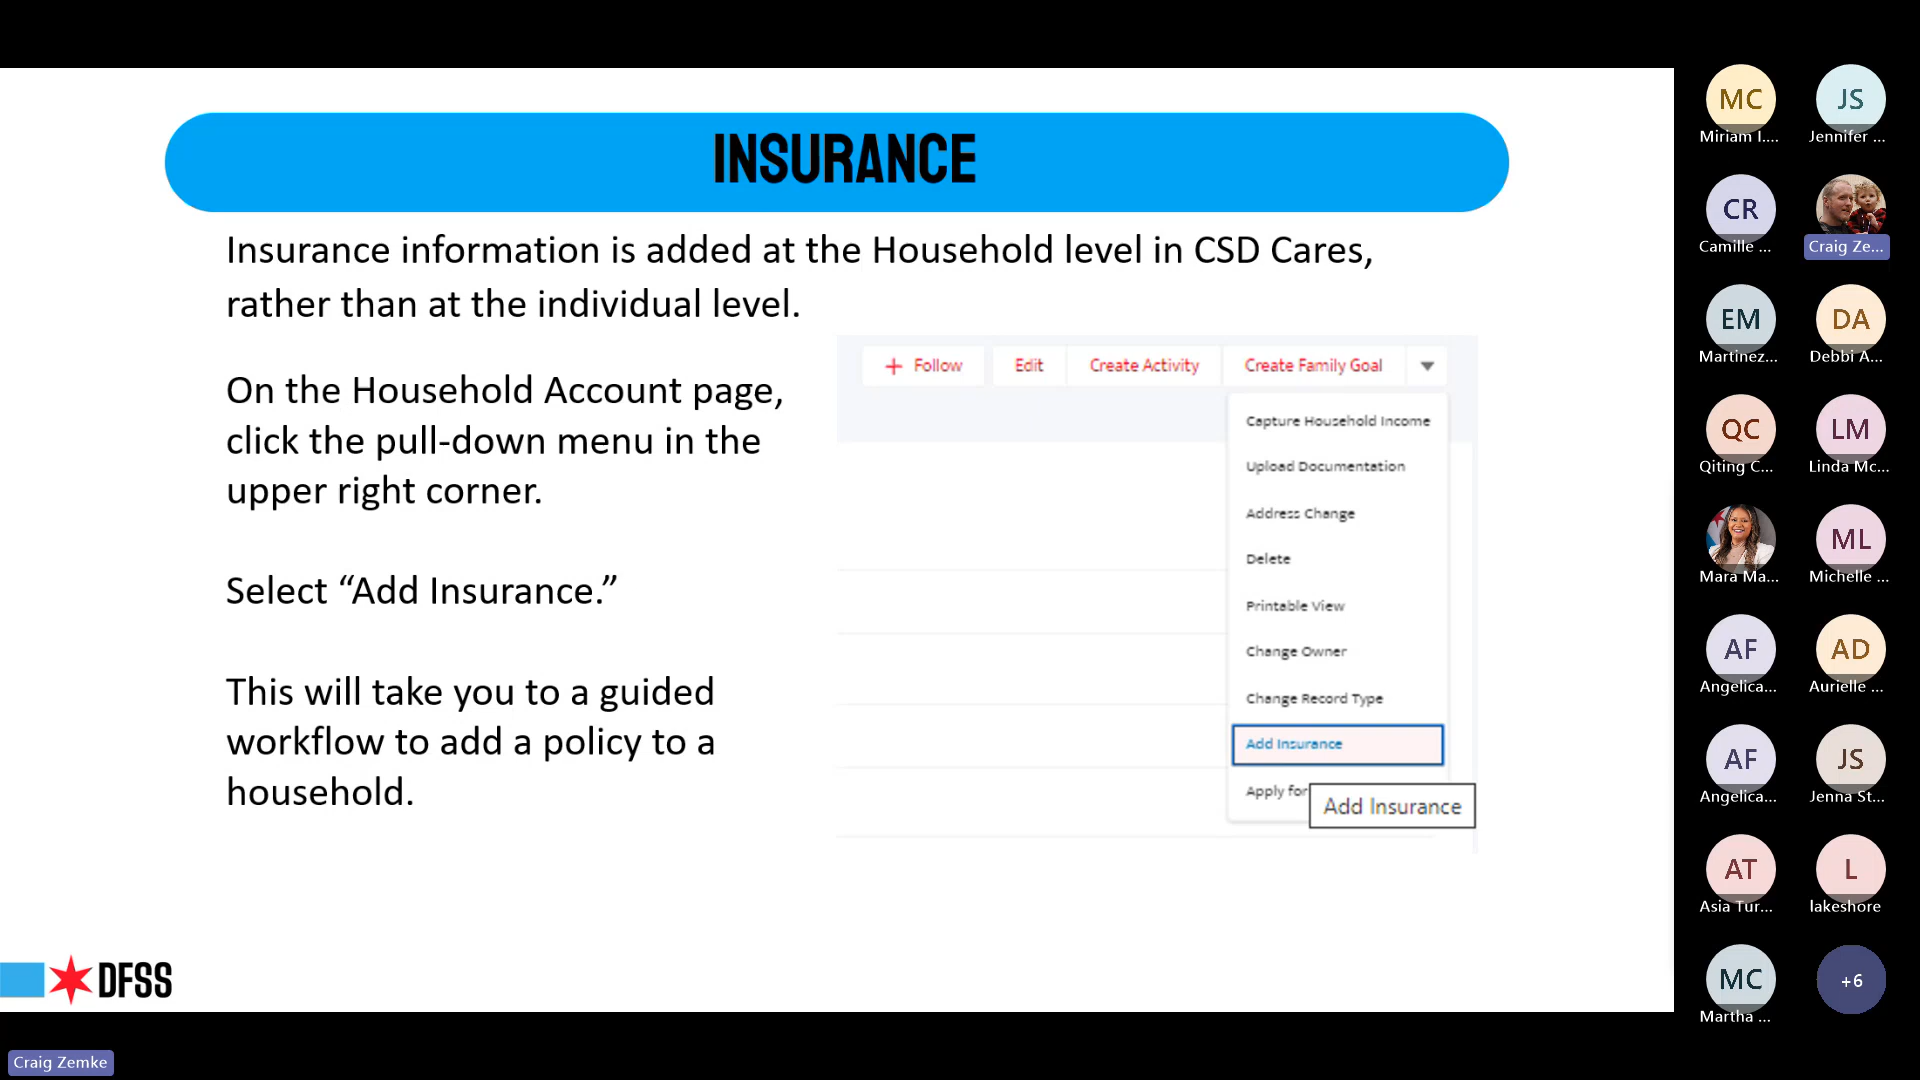 INSURANCE
Insurance information is added at the Household level in CSD Cares,
rather than at the individual level.
On the Household Account page,
click the pull-down menu in the
upper right corner.
Select “Add Insurance.”
This will take you to a guided
workflow to add a policy to a
household.
+ Follow
Edit
Create Activity
Create Family Goal
Capture Household Income
Upload Documentation
Address Change
Delete
Printable View
Change Owner
Change Record Type
Add Insurance
Apply for
Add Insurance
DFSS
Craig Zemke
MC
Miriam I....
JS
Jennifer ...
CR
Camille ...
Craig Ze...
EM
Martinez...
DA
Debbi A...
QC
Qiting C...
LM
Linda Mc...
Mara Ma...
ML
Michelle ...
AF
Angelica...
AD
Aurielle ...
AF
Angelica...
JS
Jenna St...
AT
Asia Tur...
L
lakeshore
MC
Martha ...
+6